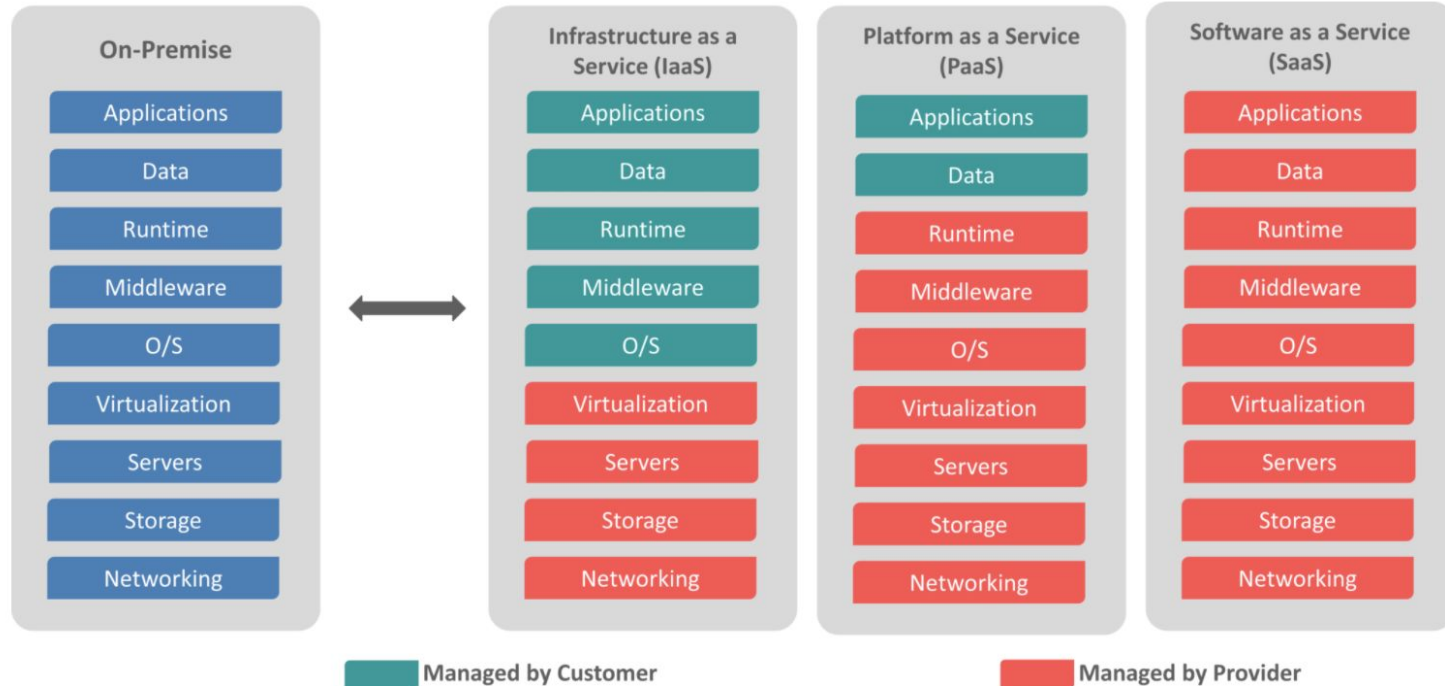 On-Premise
Applications
Data
Runtime
Middleware
O/S
Virtualization
Servers
Storage
Networking
Infrastructure as a
Service (IaaS)
Applications
Data
Runtime
Middleware
O/S
Virtualization
Servers
Storage
Networking
Platform as a Service
(PaaS)
Applications
Data
Runtime
Middleware
O/S
Virtualization
Servers
Storage
Networking
Software as a Service
(SaaS)
Applications
Data
Runtime
Middleware
O/S
Virtualization
Servers
Storage
Networking
Managed by Customer
Managed by Provider